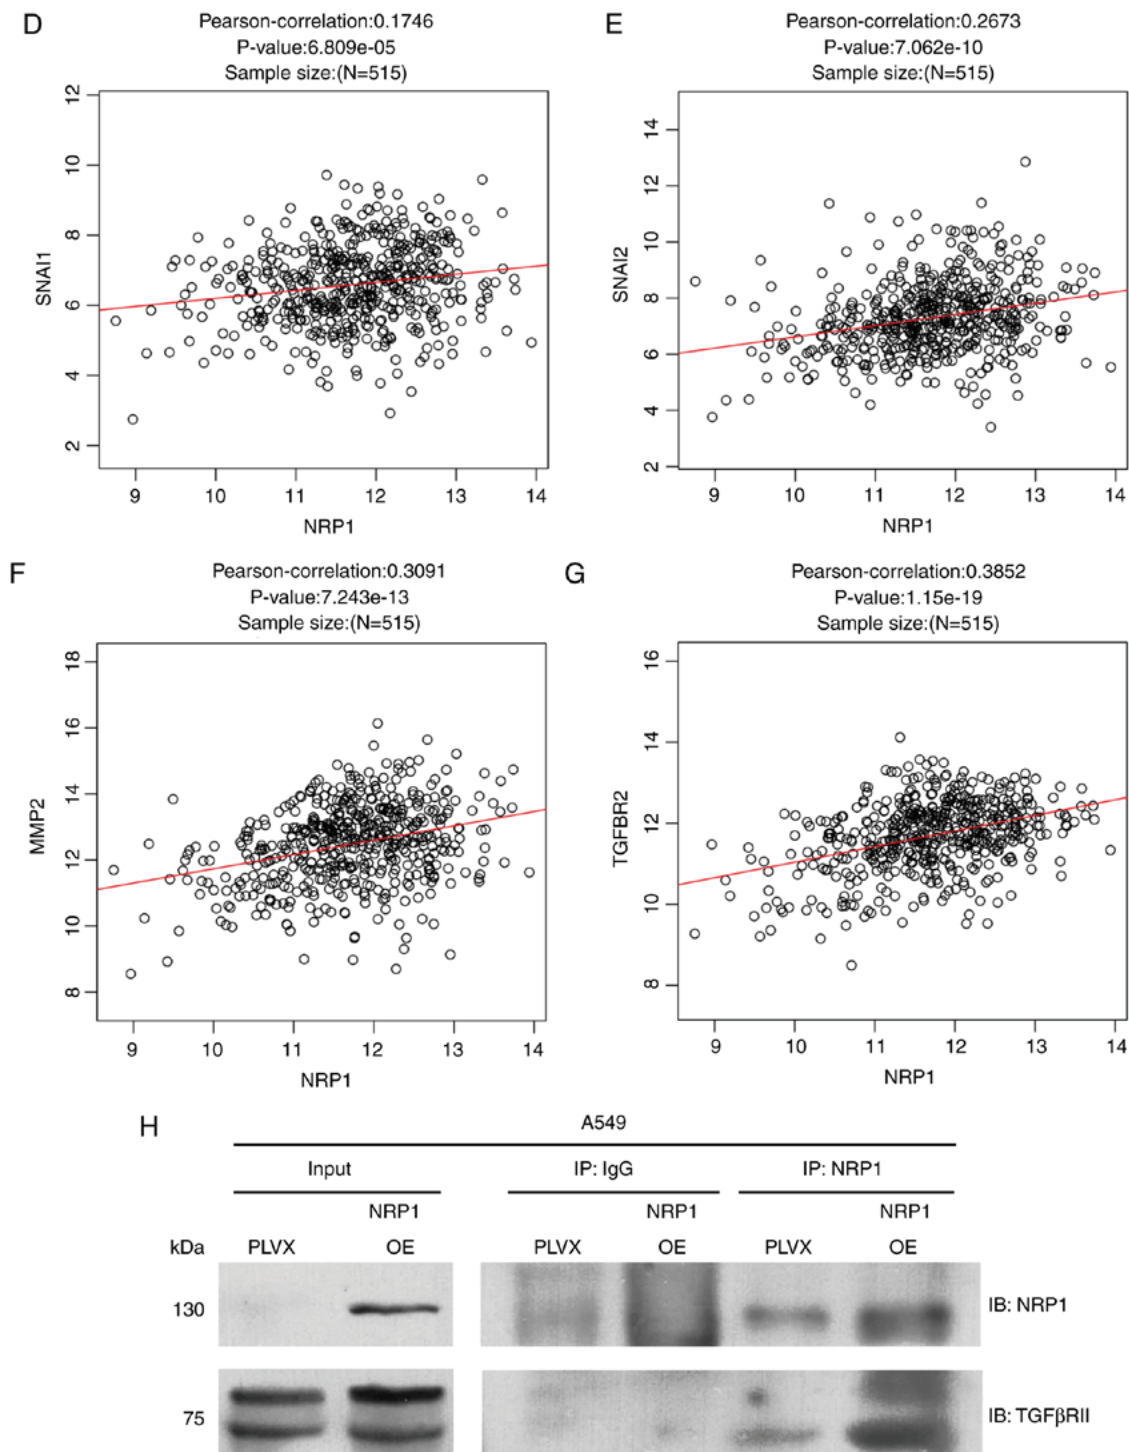 D
Pearson-correlation:0.1746
P-value:6.809e-05
Sample size:(N=515)
12
10
8
6
4
2
SNAI1
9 10 11 12 13 14
NRP1
E
Pearson-correlation:0.2673
P-value:7.062e-10
Sample size:(N=515)
14
12
10
8
6
4
2
SNAI2
9 10 11 12 13 14
NRP1
F
Pearson-correlation:0.3091
P-value:7.243e-13
Sample size:(N=515)
18
16
14
12
10
8
MMP2
9 10 11 12 13 14
NRP1
G
Pearson-correlation:0.3852
P-value:1.15e-19
Sample size:(N=515)
16
14
12
10
8
TGFBR2
9 10 11 12 13 14
NRP1
H
A549
Input IP: IgG IP: NRP1
NRP1 NRP1 NRP1
kDa PLVX OE PLVX OE PLVX OE
130 IB: NRP1
75 IB: TGFβRII